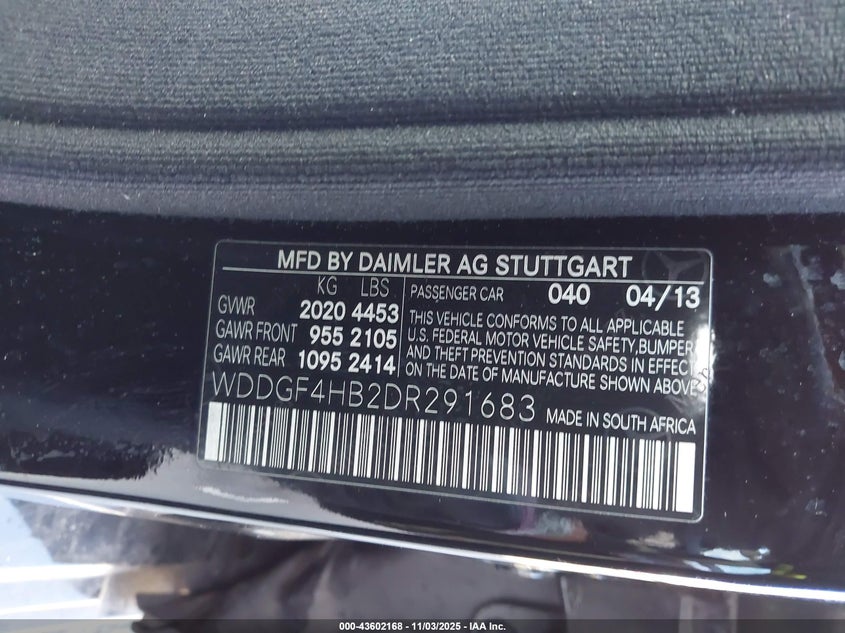 MFD BY DAIMLER AG STUTTGART
KG LBS
GVWR 2020 4453
GAWR FRONT 955 2105
GAWR REAR 1095 2414
PASSENGER CAR 040 04/13
THIS VEHICLE CONFORMS TO ALL APPLICABLE
U.S. FEDERAL MOTOR VEHICLE SAFETY,BUMPER
AND THEFT PREVENTION STANDARDS IN EFFECT
ON THE DATE OF MANUFACTURE SHOWN ABOVE
WDDGF4HB2DR291683
MADE IN SOUTH AFRICA
000-43602168 - 11/03/2025 - IAA Inc.